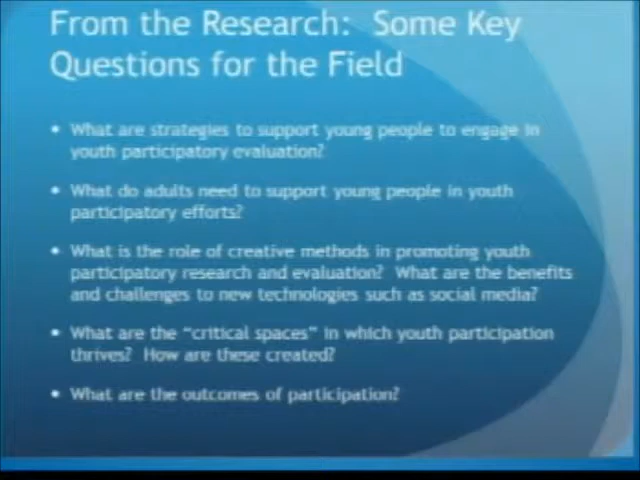 From the Research:  Some Key
Questions for the Field
• What are strategies to support young people to engage in
youth participatory evaluation?
• What do adults need to support young people in youth
participatory efforts?
• What is the role of creative methods in promoting youth
participatory research and evaluation?  What are the benefits
and challenges to new technologies such as social media?
• What are the “critical spaces” in which youth participation
thrives?  How are these created?
• What are the outcomes of participation?